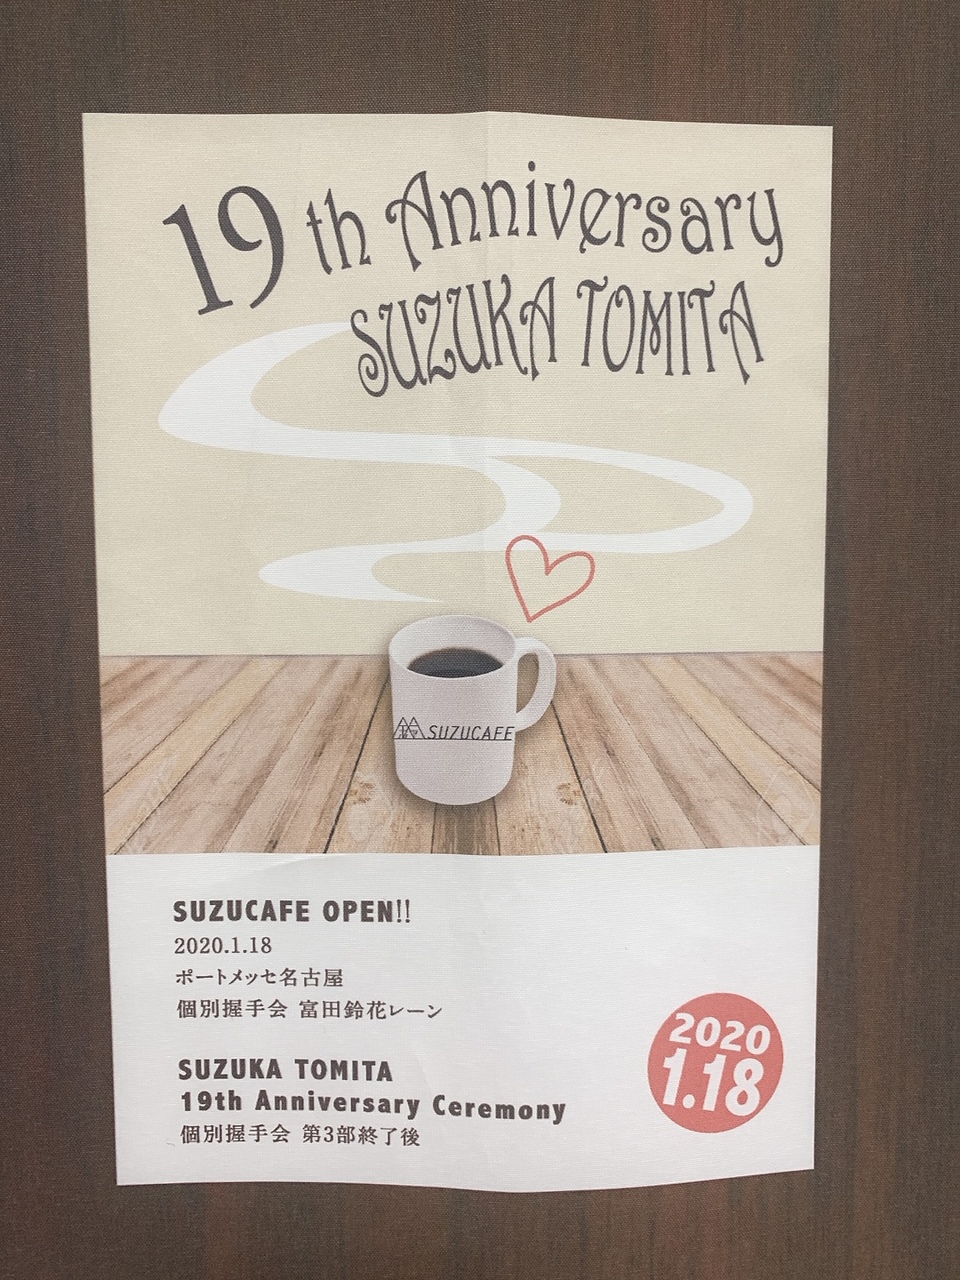 19th Anniversary
SUZUKA TOMITA
SUZUCAFE
SUZUCAFE OPEN!!
2020.1.18
ポートメッセ名古屋
個別握手会 富田鈴花レーン
SUZUKA TOMITA
19th Anniversary Ceremony
個別握手会 第3部終了後
2020
1.18